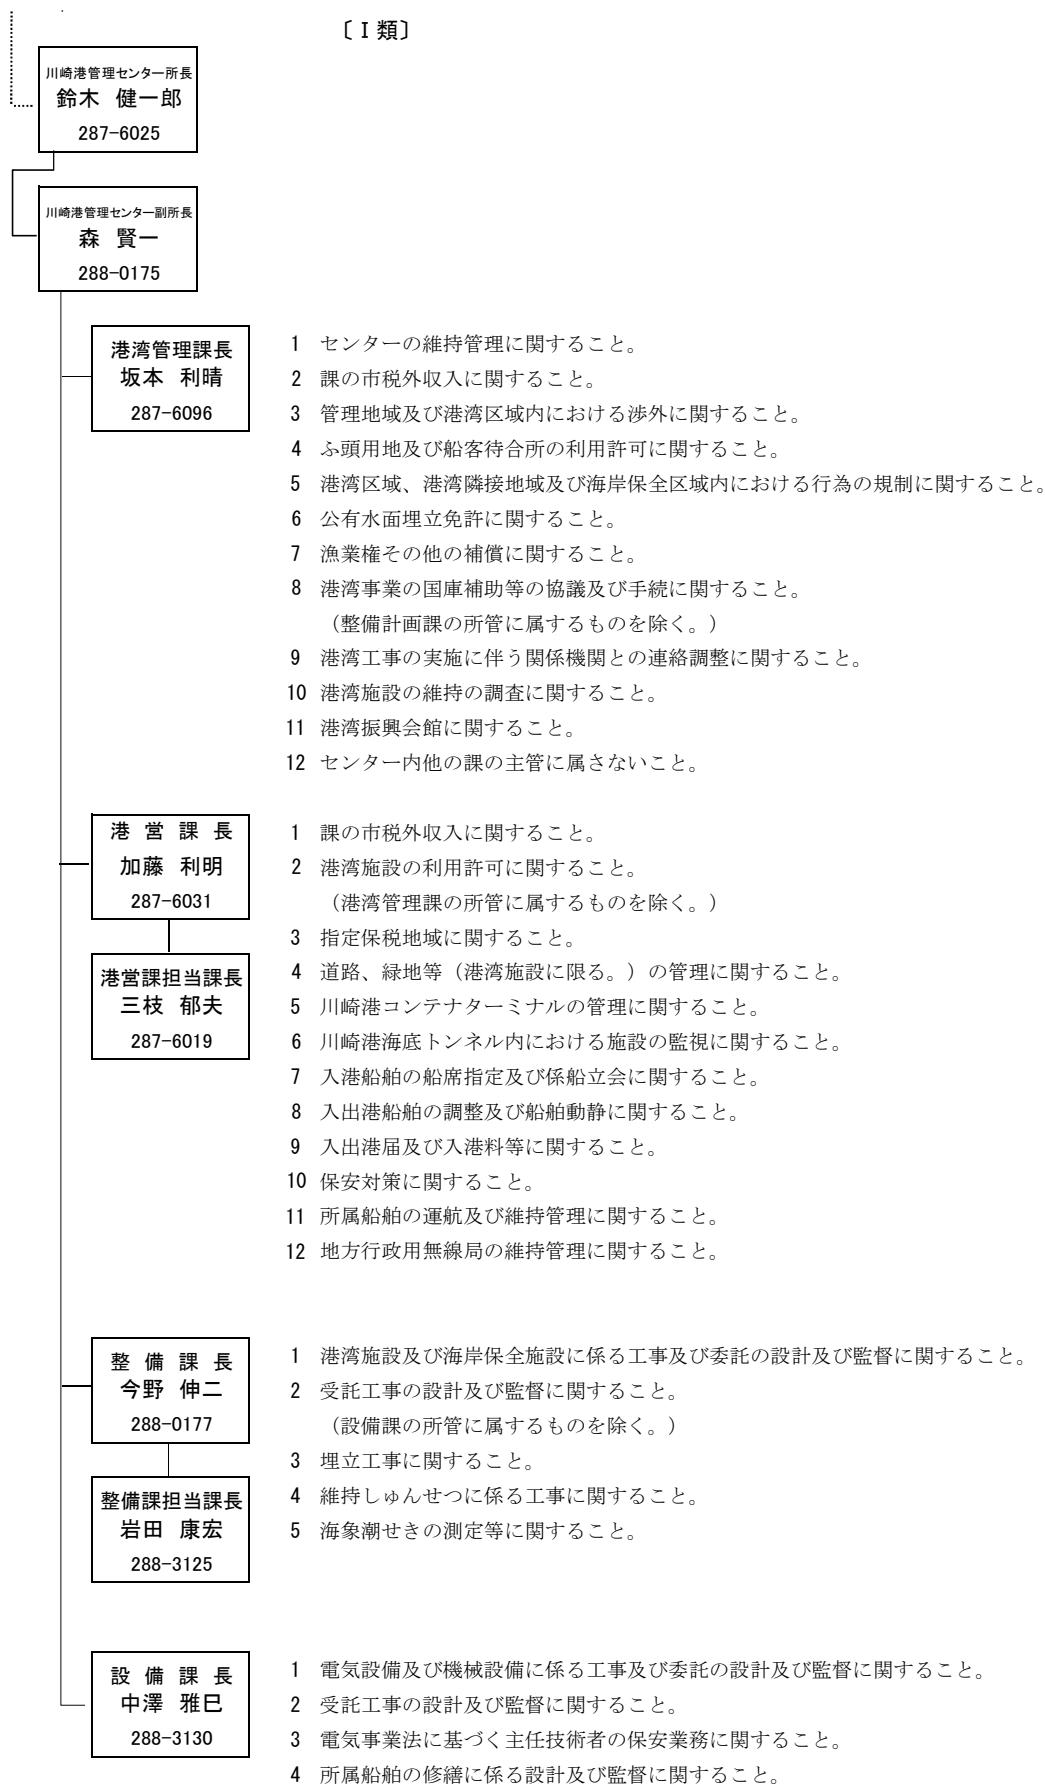 〔Ⅰ類〕
川崎港管理センター所長
鈴木 健一郎
287-6025
川崎港管理センター副所長
森 賢一
288-0175
港湾管理課長
坂本 利晴
287-6096
1 センターの維持管理に関すること。
2 課の市税外収入に関すること。
3 管理地域及び港湾区域内における渉外に関すること。
4 ふ頭用地及び船客待合所の利用許可に関すること。
5 港湾区域、港湾隣接地域及び海岸保全区域内における行為の規制に関すること。
6 公有水面埋立免許に関すること。
7 漁業権その他の補償に関すること。
8 港湾事業の国庫補助等の協議及び手続に関すること。
（整備計画課の所管に属するものを除く。）
9 港湾工事の実施に伴う関係機関との連絡調整に関すること。
10 港湾施設の維持の調査に関すること。
11 港湾振興会館に関すること。
12 センター内他の課の主管に属さないこと。
港 営 課 長
加藤 利明
287-6031
港営課担当課長
三枝 郁夫
287-6019
1 課の市税外収入に関すること。
2 港湾施設の利用許可に関すること。
（港湾管理課の所管に属するものを除く。）
3 指定保税地域に関すること。
4 道路、緑地等（港湾施設に限る。）の管理に関すること。
5 川崎港コンテナターミナルの管理に関すること。
6 川崎港海底トンネル内における施設の監視に関すること。
7 入港船舶の船席指定及び係船立会に関すること。
8 入出港船舶の調整及び船舶動静に関すること。
9 入出港届及び入港料等に関すること。
10 保安対策に関すること。
11 所属船舶の運航及び維持管理に関すること。
12 地方行政用無線局の維持管理に関すること。
整 備 課 長
今野 伸二
288-0177
整備課担当課長
岩田 康宏
288-3125
1 港湾施設及び海岸保全施設に係る工事及び委託の設計及び監督に関すること。
2 受託工事の設計及び監督に関すること。
（設備課の所管に属するものを除く。）
3 埋立工事に関すること。
4 維持しゅんせつに係る工事に関すること。
5 海象潮せきの測定等に関すること。
設 備 課 長
中澤 雅巳
288-3130
1 電気設備及び機械設備に係る工事及び委託の設計及び監督に関すること。
2 受託工事の設計及び監督に関すること。
3 電気事業法に基づく主任技術者の保安業務に関すること。
4 所属船舶の修繕に係る設計及び監督に関すること。